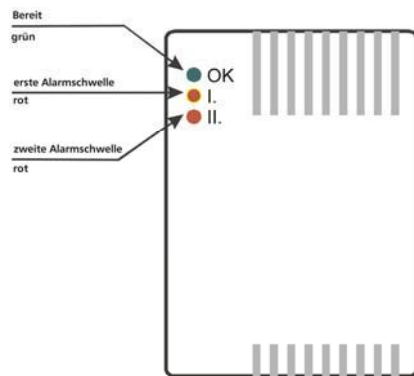 Bereit
grün
OK
erste Alarmschwelle
I.
rot
II.
zweite Alarmschwelle
rot